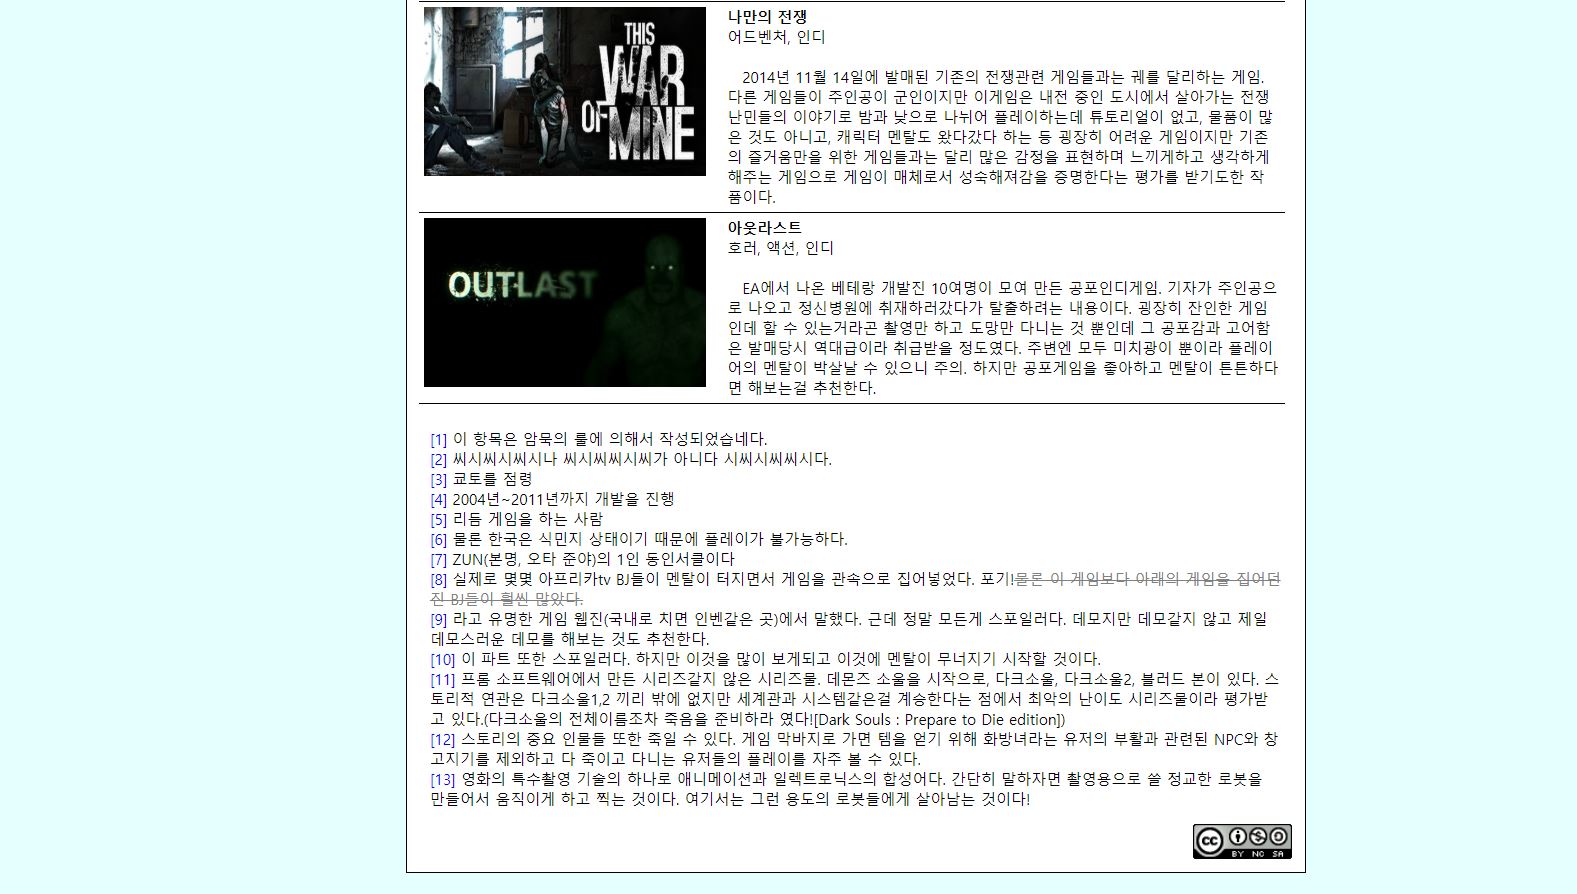 THIS
WAR
OF MINE
나만의 전쟁
어드벤처, 인디
2014년 11월 14일에 발매된 기존의 전쟁관련 게임들과는 궤를 달리하는 게임.
다른 게임들이 주인공이 군인이지만 이게임은 내전 중인 도시에서 살아가는 전쟁
난민들의 이야기로 밤과 낮으로 나뉘어 플레이하는데 튜토리얼이 없고, 물품이 많
은 것도 아니고, 캐릭터 멘탈도 왔다갔다 하는 등 굉장히 어려운 게임이지만 기존
의 즐거움만을 위한 게임들과는 달리 많은 감정을 표현하며 느끼게하고 생각하게
해주는 게임으로 게임이 매체로서 성숙해져감을 증명한다는 평가를 받기도한 작
품이다.
OUTLAST
아웃라스트
호러, 액션, 인디
EA에서 나온 베테랑 개발진 10여명이 모여 만든 공포인디게임. 기자가 주인공으
로 나오고 정신병원에 취재하러갔다가 탈출하려는 내용이다. 굉장히 잔인한 게임
인데 할 수 있는거라곤 촬영만 하고 도망만 다니는 것 뿐인데 그 공포감과 고어함
은 발매당시 역대급이라 취급받을 정도였다. 주변엔 모두 미치광이 뿐이라 플레이
어의 멘탈이 박살날 수 있으니 주의. 하지만 공포게임을 좋아하고 멘탈이 튼튼하다
면 해보는걸 추천한다.
[1] 이 항목은 암묵의 룰에 의해서 작성되었습네다.
[2] 씨시씨시씨시나 씨시씨씨시씨가 아니다 시씨시씨씨시다.
[3] 쿄토를 점령
[4] 2004년~2011년까지 개발을 진행
[5] 리듬 게임을 하는 사람
[6] 물론 한국은 식민지 상태이기 때문에 플레이가 불가능하다.
[7] ZUN(본명, 오타 준야)의 1인 동인서클이다
[8] 실제로 몇몇 아프리카tv BJ들이 멘탈이 터지면서 게임을 관속으로 집어넣었다. 포기!물론 이 게임보다 아래의 게임을 집어던
진 BJ들이 훨씬 많았다.
[9] 라고 유명한 게임 웹진(국내로 치면 인벤같은 곳)에서 말했다. 근데 정말 모든게 스포일러다. 데모지만 데모같지 않고 제일
데모스러운 데모를 해보는 것도 추천한다.
[10] 이 파트 또한 스포일러다. 하지만 이것을 많이 보게되고 이것에 멘탈이 무너지기 시작할 것이다.
[11] 프롬 소프트웨어에서 만든 시리즈같지 않은 시리즈물. 데몬즈 소울을 시작으로, 다크소울, 다크소울2, 블러드 본이 있다. 스
토리적 연관은 다크소울1,2 끼리 밖에 없지만 세계관과 시스템같은걸 계승한다는 점에서 최악의 난이도 시리즈물이라 평가받
고 있다.(다크소울의 전체이름조차 죽음을 준비하라 였다![Dark Souls : Prepare to Die edition])
[12] 스토리의 중요 인물들 또한 죽일 수 있다. 게임 막바지로 가면 템을 얻기 위해 화방녀라는 유저의 부활과 관련된 NPC와 창
고지기를 제외하고 다 죽이고 다니는 유저들의 플레이를 자주 볼 수 있다.
[13] 영화의 특수촬영 기술의 하나로 애니메이션과 일렉트로닉스의 합성어다. 간단히 말하자면 촬영용으로 쓸 정교한 로봇을
만들어서 움직이게 하고 찍는 것이다. 여기서는 그런 용도의 로봇들에게 살아남는 것이다!
cc
BY NC SA